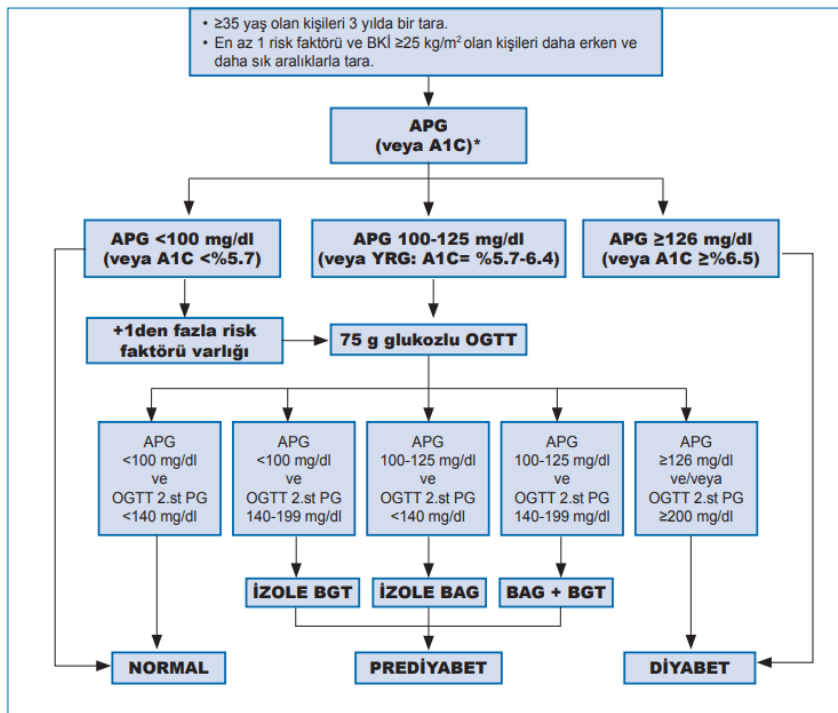 • ≥35 yaş olan kişileri 3 yılda bir tara.
• En az 1 risk faktörü ve BKİ ≥25 kg/m² olan kişileri daha erken ve
daha sık aralıklarla tara.
APG
(veya A1C)*
APG <100 mg/dl
(veya A1C <%5.7)
APG 100-125 mg/dl
(veya YRG: A1C= %5.7-6.4)
APG ≥126 mg/dl
(veya A1C ≥%6.5)
+1den fazla risk
faktörü varlığı
75 g glukozlu OGTT
APG
<100 mg/dl
ve
OGTT 2.st PG
<140 mg/dl
APG
<100 mg/dl
ve
OGTT 2.st PG
140-199 mg/dl
APG
100-125 mg/dl
ve
OGTT 2.st PG
<140 mg/dl
APG
100-125 mg/dl
ve
OGTT 2.st PG
140-199 mg/dl
APG
≥126 mg/dl
ve/veya
OGTT 2.st PG
≥200 mg/dl
İZOLE BGT
İZOLE BAG
BAG + BGT
NORMAL
PREDİYABET
DİYABET